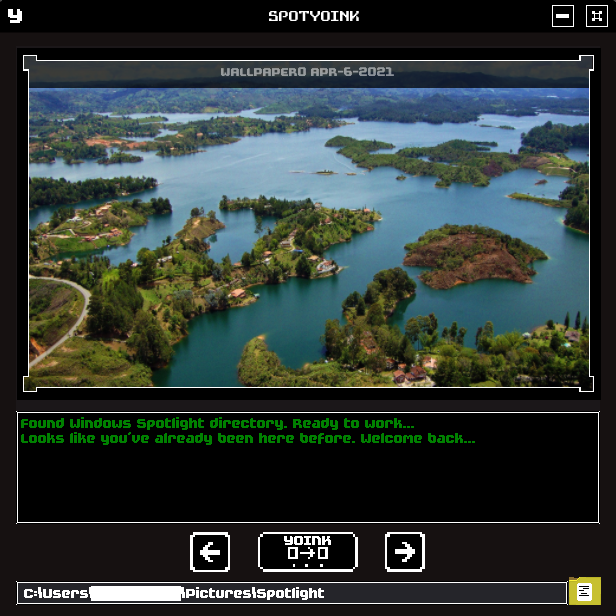 y
SPOTYOINK
WALLPAPER0 APR-6-2021
Found Windows Spotlight directory. Ready to work...
Looks like you've already been here before. Welcome back...
YOINK
...
C:\Users\
\Pictures\Spotlight